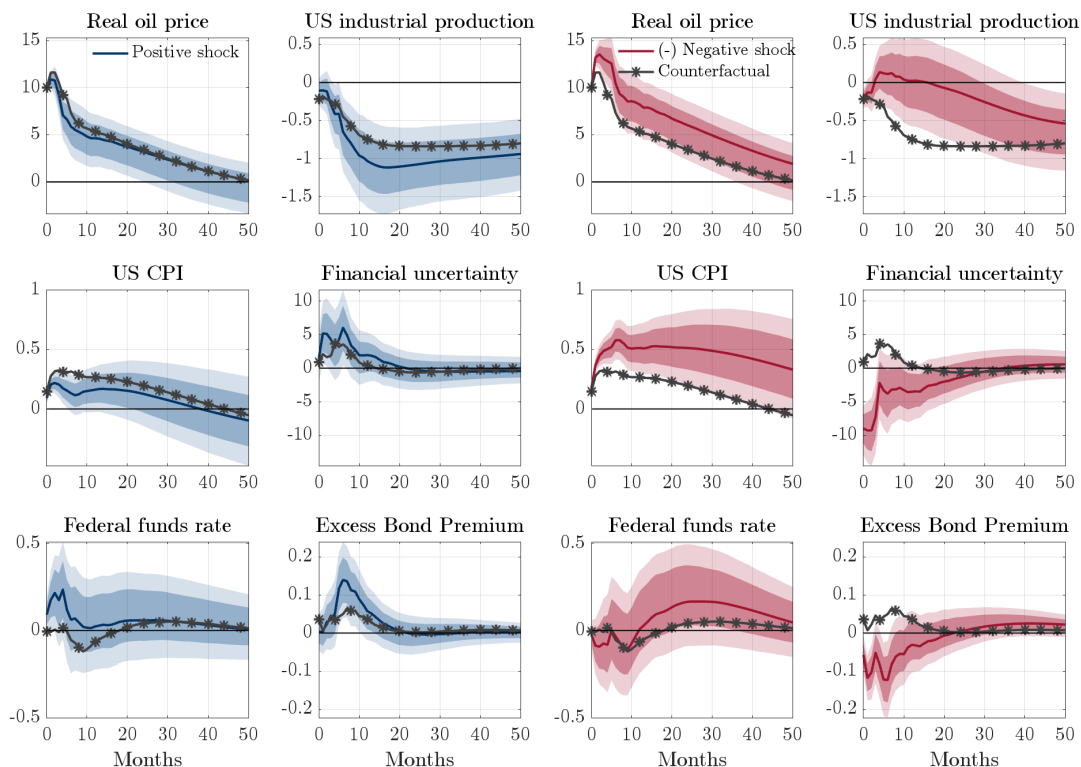 Real oil price
US industrial production
Real oil price
US industrial production
15
10
5
0
Positive shock
0 10 20 30 40 50
0.5
0
-0.5
-1
-1.5
0 10 20 30 40 50
15
10
5
0
(-) Negative shock
Counterfactual
0 10 20 30 40 50
0.5
0
-0.5
-1
-1.5
0 10 20 30 40 50
US CPI
Financial uncertainty
US CPI
Financial uncertainty
1
0.5
0
0 10 20 30 40 50
10
5
0
-5
-10
0 10 20 30 40 50
1
0.5
0
0 10 20 30 40 50
10
5
0
-5
-10
0 10 20 30 40 50
Federal funds rate
Excess Bond Premium
Federal funds rate
Excess Bond Premium
0.5
0
-0.5
0 10 20 30 40 50
Months
0.2
0.1
0
-0.1
-0.2
0 10 20 30 40 50
Months
0.5
0
-0.5
0 10 20 30 40 50
Months
0.2
0.1
0
-0.1
-0.2
0 10 20 30 40 50
Months